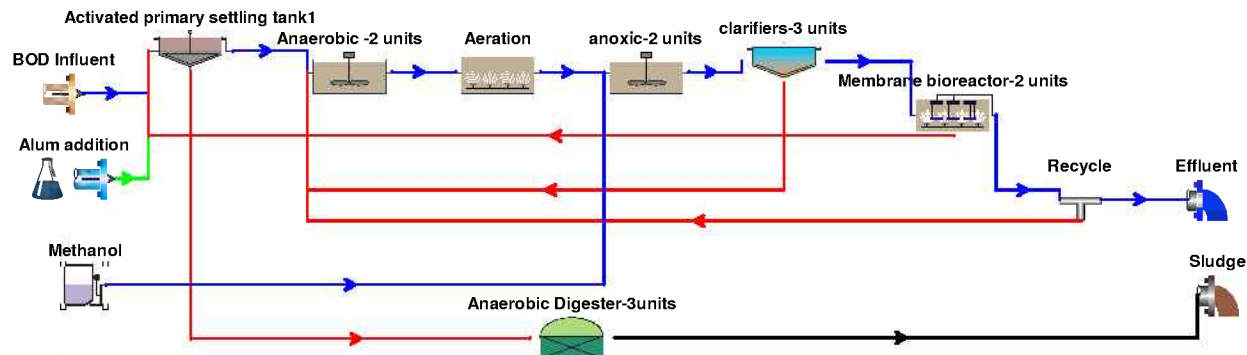 Activated primary settling tank1
Anaerobic -2 units
Aeration
anoxic-2 units
clarifiers-3 units
BOD Influent
Membrane bioreactor-2 units
Alum addition
Recycle
Effluent
Methanol
Sludge
Anaerobic Digester-3units